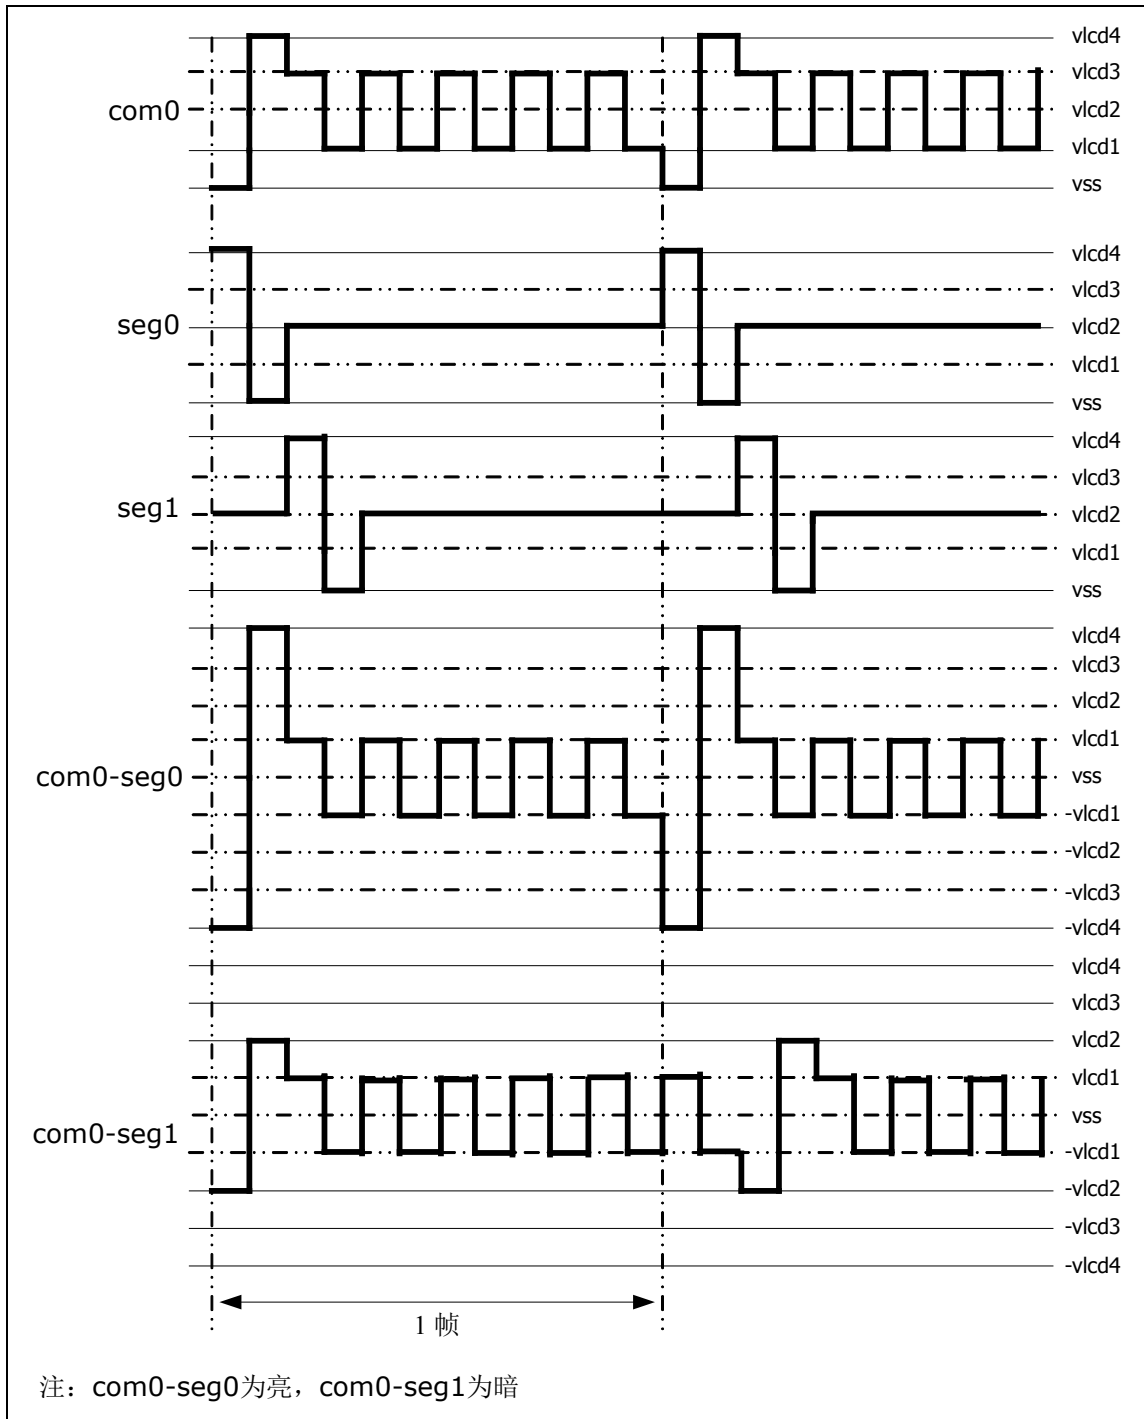 vlcd4
vlcd3
com0
vlcd2
vlcd1
vss
vlcd4
vlcd3
seg0
vlcd2
vlcd1
vss
vlcd4
vlcd3
seg1
vlcd2
vlcd1
vss
vlcd4
vlcd3
vlcd2
vlcd1
com0-seg0
vss
-vlcd1
-vlcd2
-vlcd3
-vlcd4
vlcd4
vlcd3
vlcd2
vlcd1
vss
com0-seg1
-vlcd1
-vlcd2
-vlcd3
-vlcd4
1 帧
注：com0-seg0为亮，com0-seg1为暗